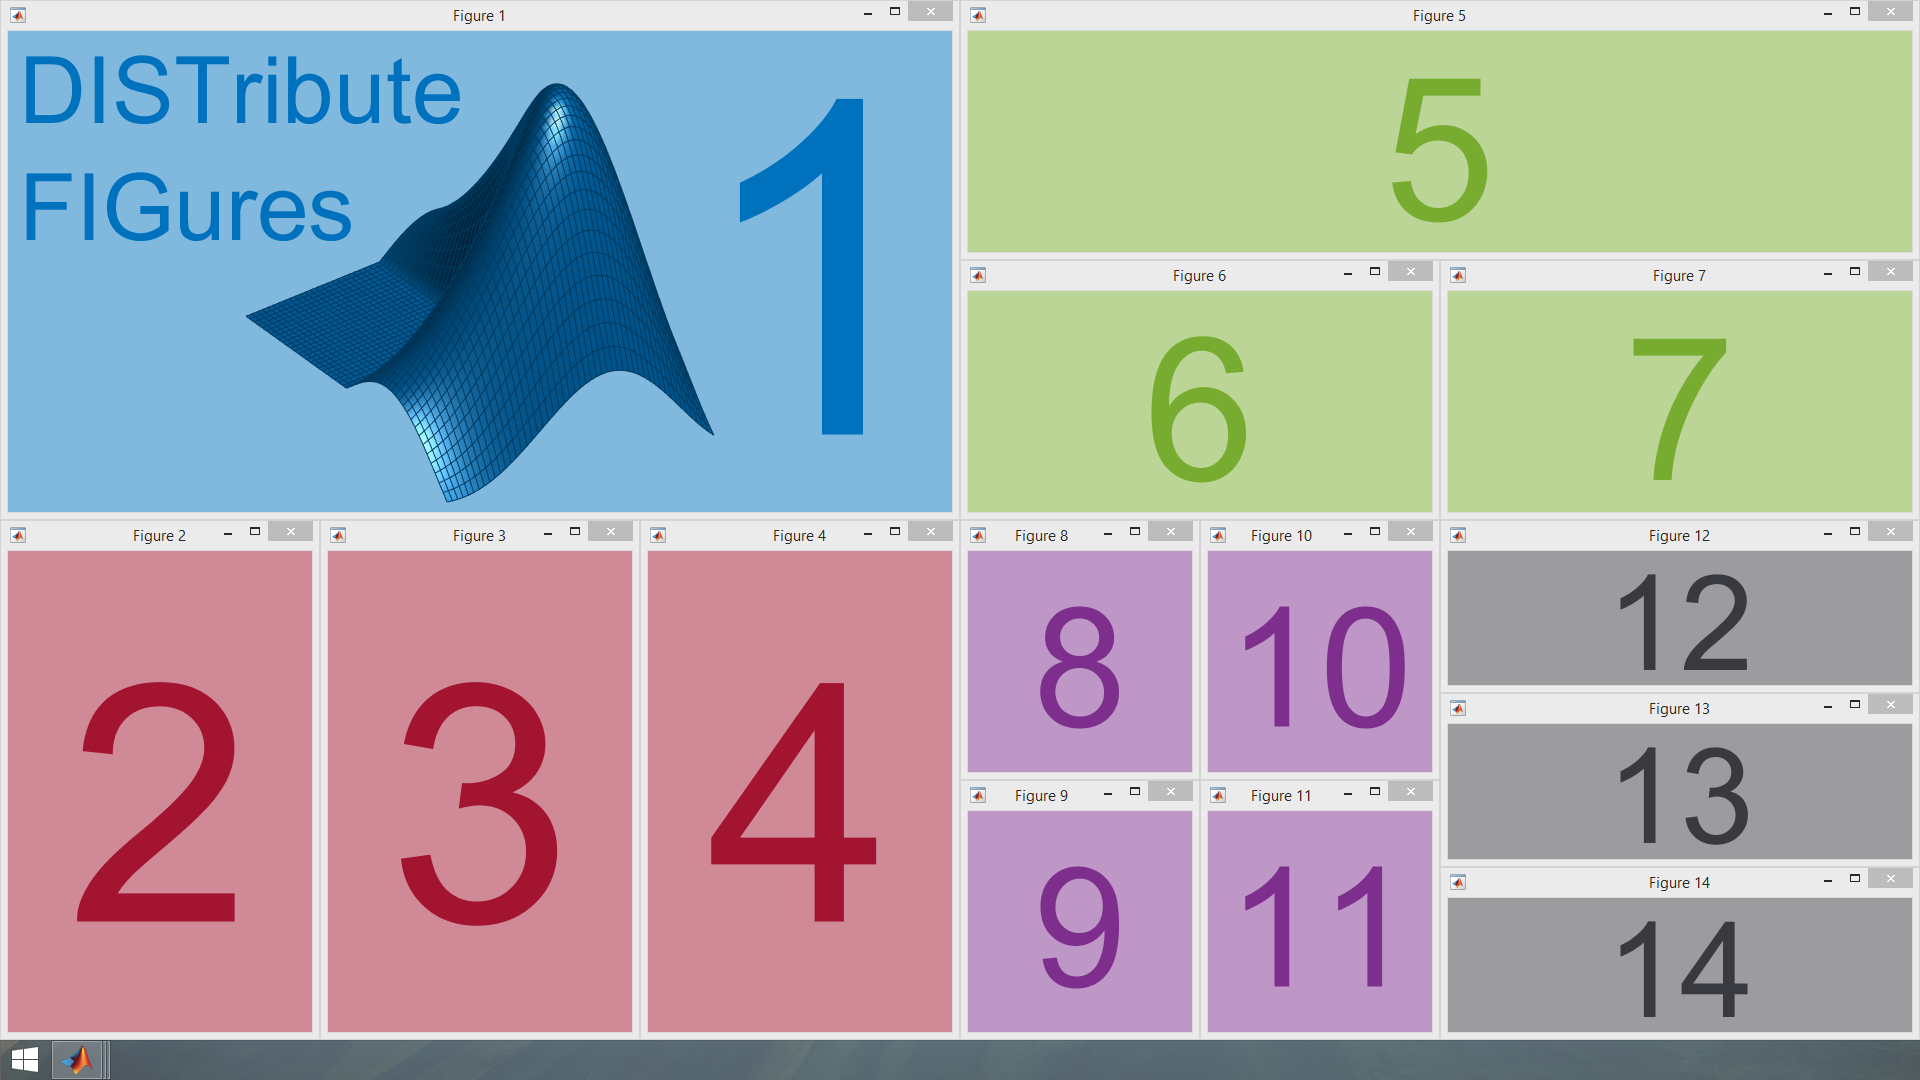 Figure 1
DISTribute
FIGures
1
Figure 5
5
Figure 6
6
Figure 7
7
Figure 2
2
Figure 3
3
Figure 4
4
Figure 8
8
Figure 10
10
Figure 9
9
Figure 11
11
Figure 12
12
Figure 13
13
Figure 14
14